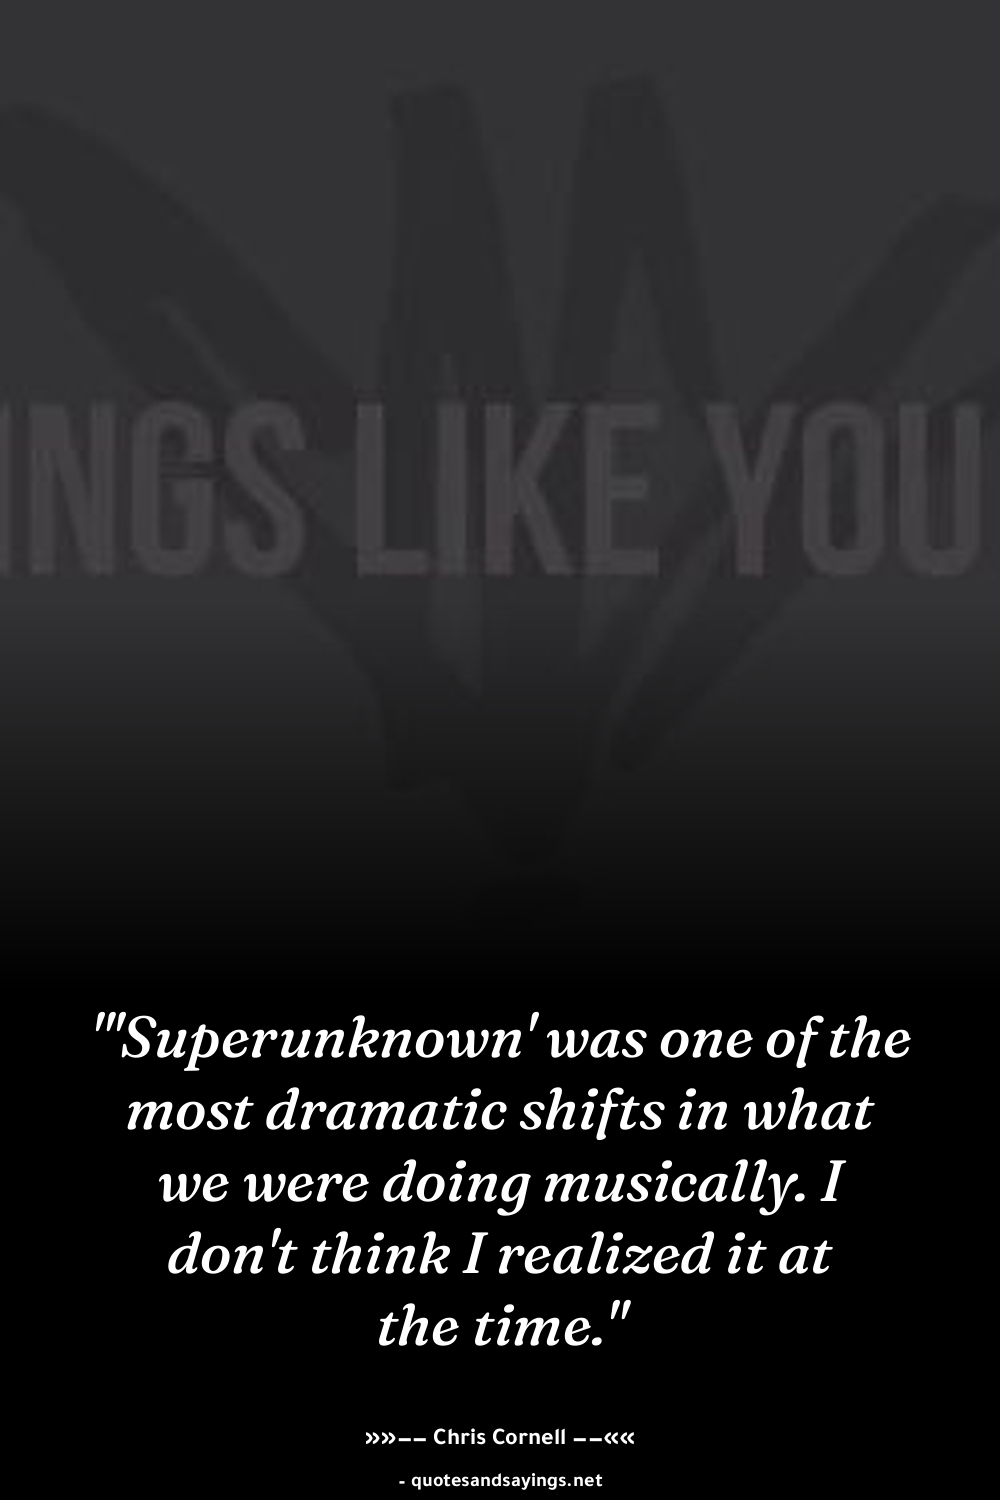 INGS LIKE YOU
"'Superunknown' was one of the
most dramatic shifts in what
we were doing musically. I
don't think I realized it at
the time."
»»–– Chris Cornell ––««
- quotesandsayings.net